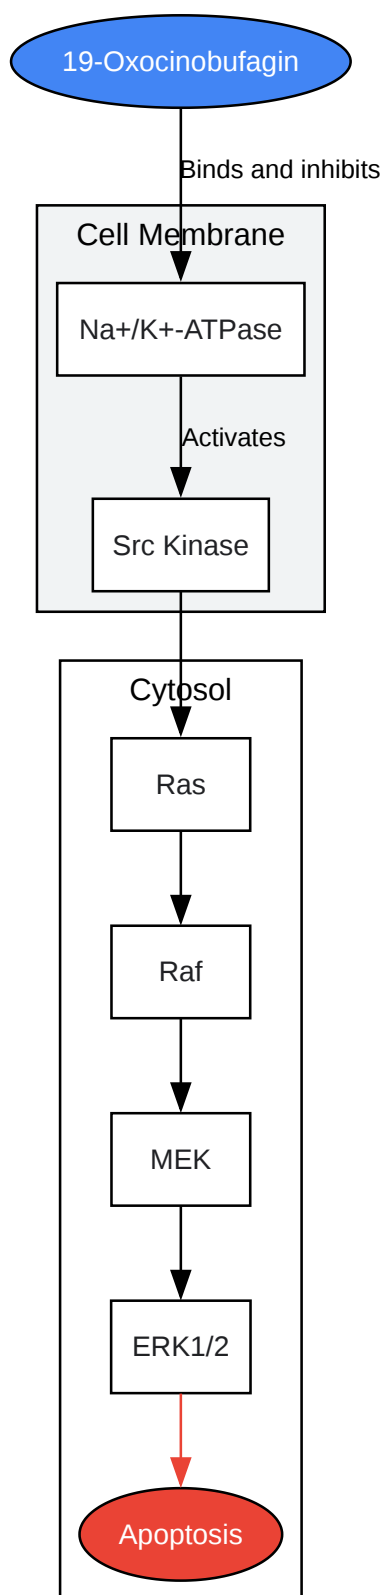 19-Oxocinobufagin
Binds and inhibits
Cell Membrane
Na+/K+-ATPase
Activates
Src Kinase
Cytosol
Ras
Raf
MEK
ERK1/2
Apoptosis